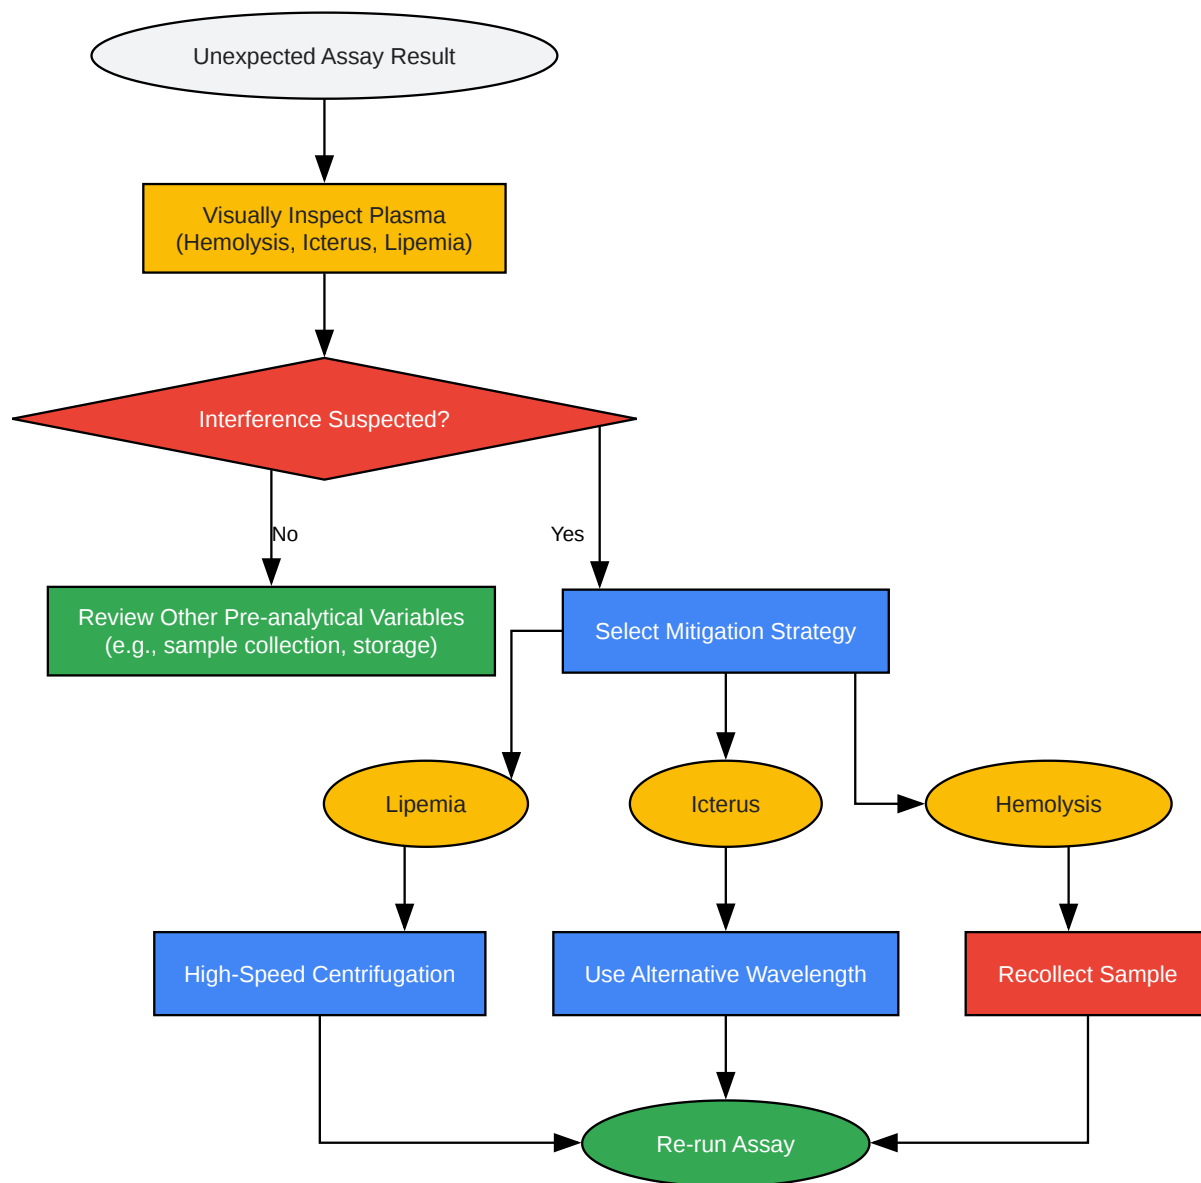 Unexpected Assay Result
Visually Inspect Plasma
(Hemolysis, Icterus, Lipemia)
Interference Suspected?
No
Yes
Review Other Pre-analytical Variables
(e.g., sample collection, storage)
Select Mitigation Strategy
Lipemia
Icterus
Hemolysis
High-Speed Centrifugation
Use Alternative Wavelength
Recollect Sample
Re-run Assay